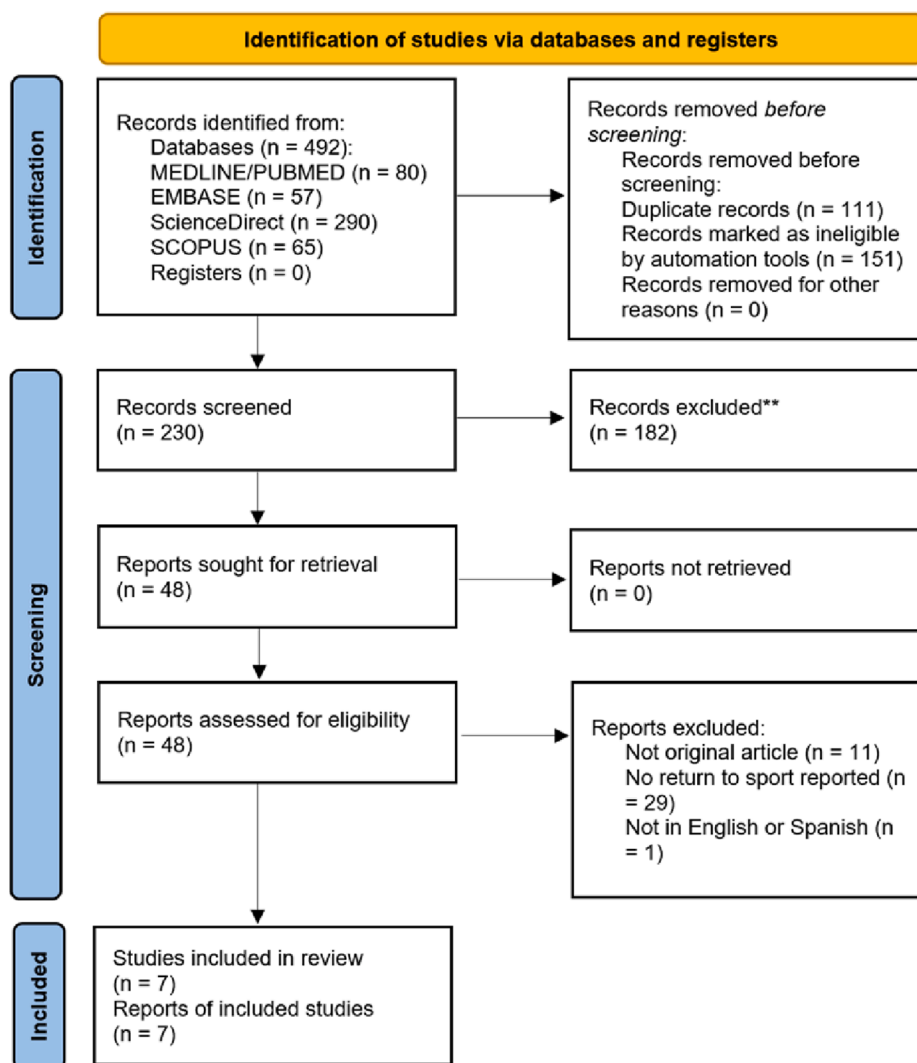 Identification of studies via databases and registers
Identification
Records identified from:
Databases (n = 492):
MEDLINE/PUBMED (n = 80)
EMBASE (n = 57)
ScienceDirect (n = 290)
SCOPUS (n = 65)
Registers (n = 0)
Records removed before
screening:
Records removed before
screening:
Duplicate records (n = 111)
Records marked as ineligible
by automation tools (n = 151)
Records removed for other
reasons (n = 0)
Screening
Records screened
(n = 230)
Records excluded**
(n = 182)
Reports sought for retrieval
(n = 48)
Reports not retrieved
(n = 0)
Reports assessed for eligibility
(n = 48)
Reports excluded:
Not original article (n = 11)
No return to sport reported (n
= 29)
Not in English or Spanish (n
= 1)
Included
Studies included in review
(n = 7)
Reports of included studies
(n = 7)